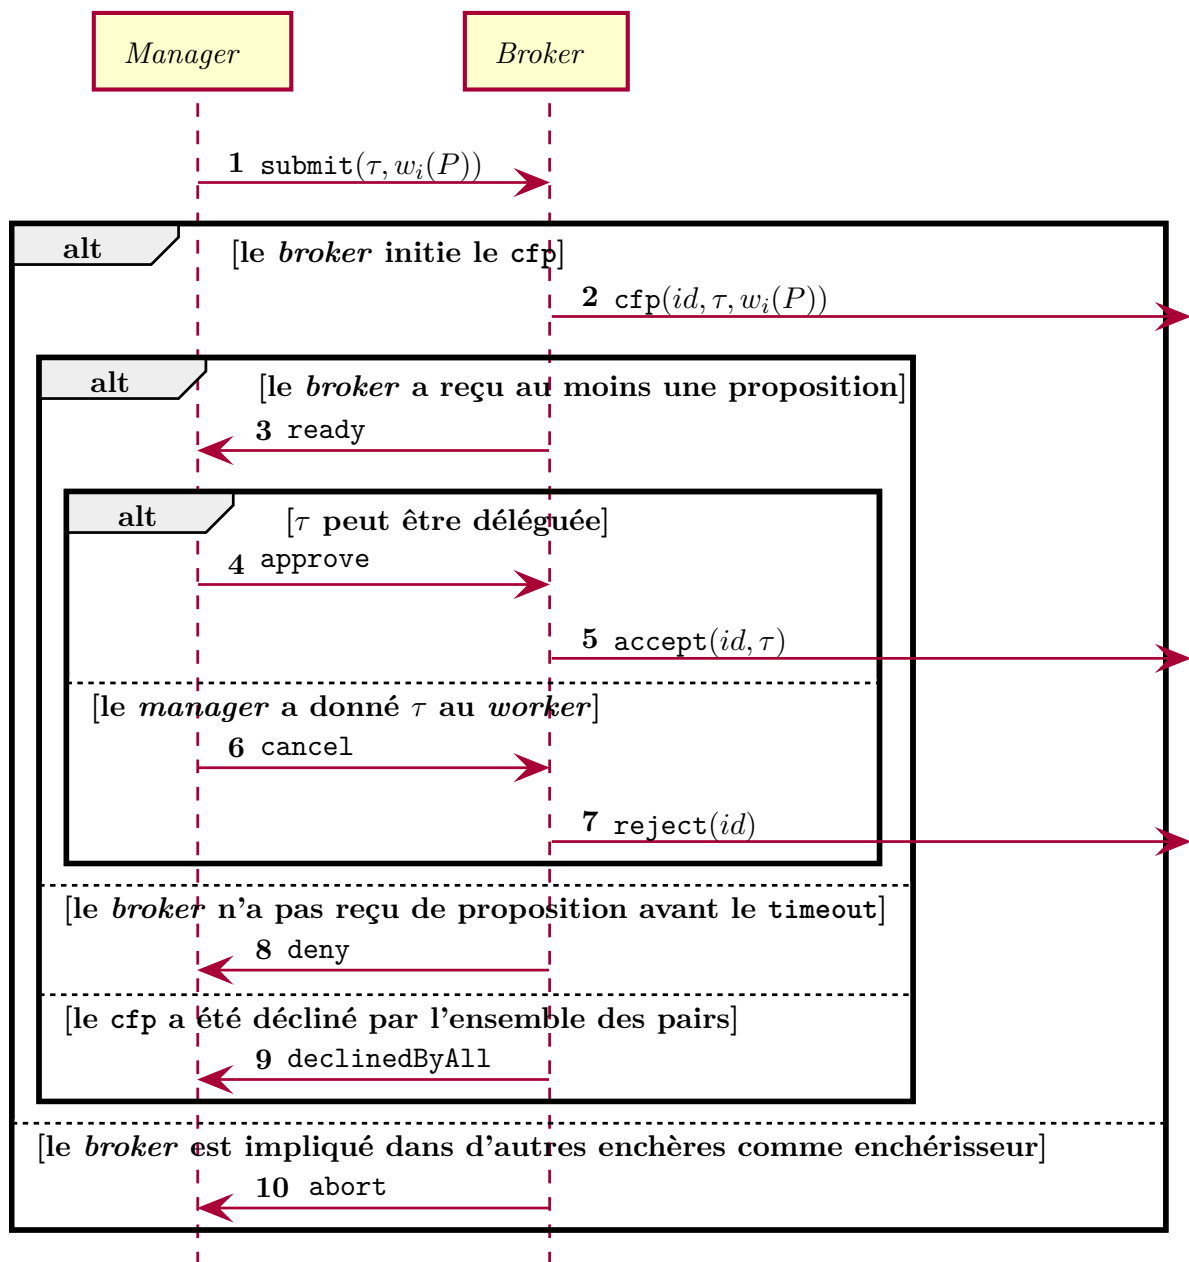 Manager Broker
1 submit(τ, w_i(P))
alt [le broker initie le cfp]
2 cfp(id, τ, w_i(P))
alt [le broker a reçu au moins une proposition]
3 ready
alt [τ peut être déléguée]
4 approve
5 accept(id, τ)
[le manager a donné τ au worker]
6 cancel
7 reject(id)
[le broker n'a pas reçu de proposition avant le timeout]
8 deny
[le cfp a été décliné par l'ensemble des pairs]
9 declinedByAll
[le broker est impliqué dans d'autres enchères comme enchérisseur]
10 abort